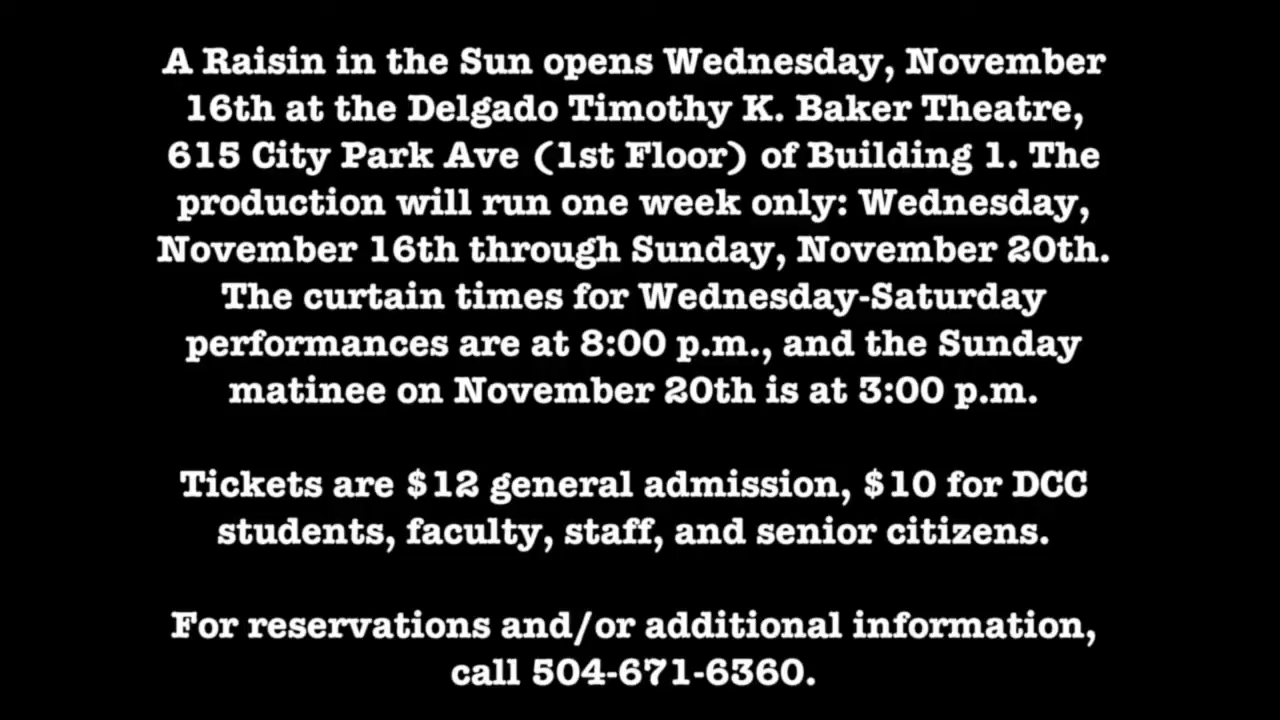 A Raisin in the Sun opens Wednesday, November
16th at the Delgado Timothy K. Baker Theatre,
615 City Park Ave (1st Floor) of Building 1. The
production will run one week only: Wednesday,
November 16th through Sunday, November 20th.
The curtain times for Wednesday-Saturday
performances are at 8:00 p.m., and the Sunday
matinee on November 20th is at 3:00 p.m.
Tickets are $12 general admission, $10 for DCC
students, faculty, staff, and senior citizens.
For reservations and/or additional information,
call 504-671-6360.